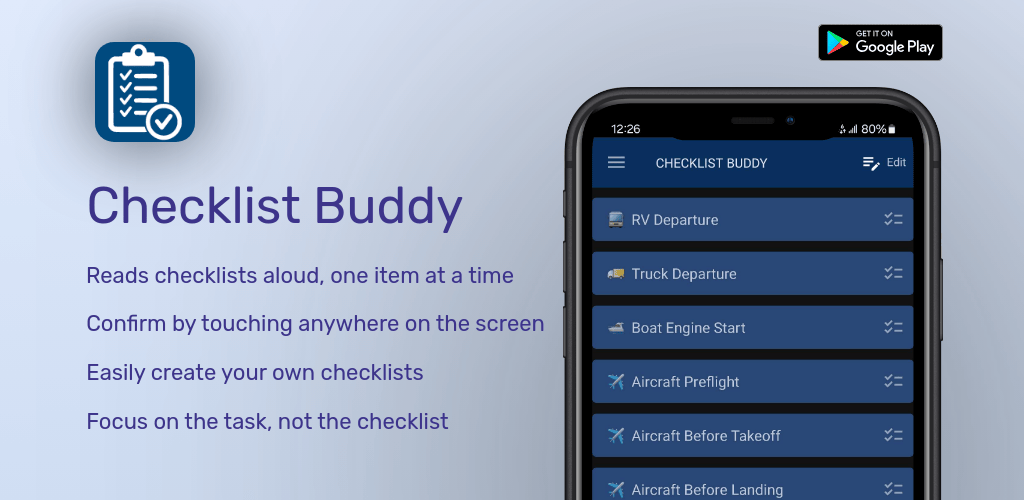 GET IT ON
Google Play
Checklist Buddy
Reads checklists aloud, one item at a time
Confirm by touching anywhere on the screen
Easily create your own checklists
Focus on the task, not the checklist
12:26
80%
CHECKLIST BUDDY
Edit
RV Departure
Truck Departure
Boat Engine Start
Aircraft Preflight
Aircraft Before Takeoff
Aircraft Before Landing